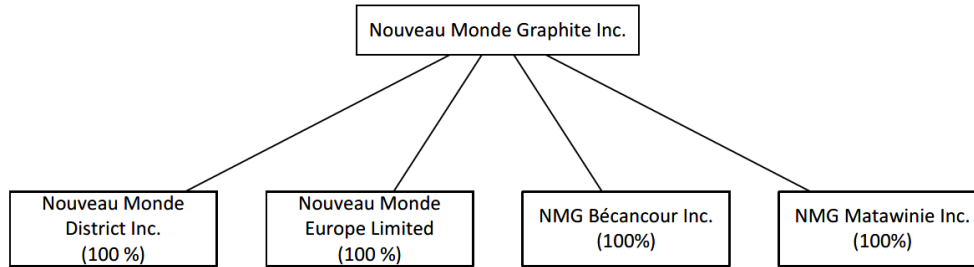 Nouveau Monde Graphite Inc.
Nouveau Monde
District Inc.
(100 %)
Nouveau Monde
Europe Limited
(100 %)
NMG Bécancour Inc.
(100%)
NMG Matawinie Inc.
(100%)